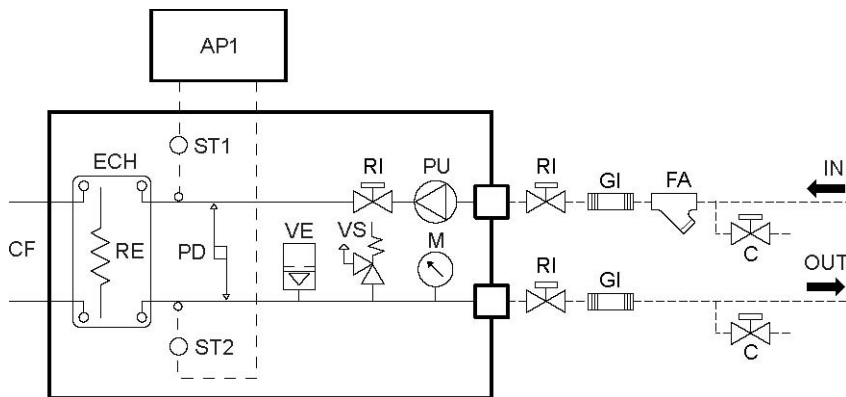 AP1
ST1
ECH
RI
PU
RI
GI
FA
IN
CF
RE
PD
VE
VS
M
C
RI
GI
OUT
ST2
C